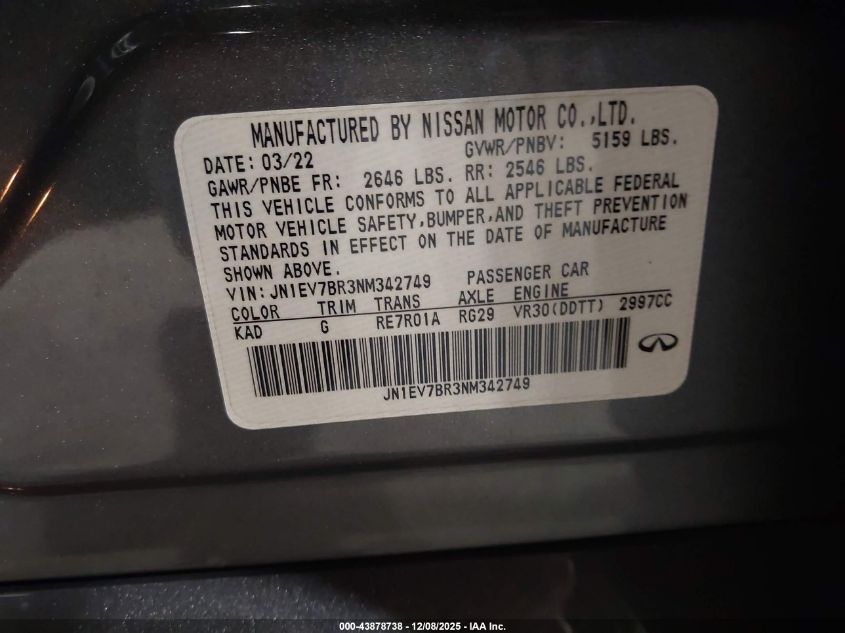 MANUFACTURED BY NISSAN MOTOR CO.,LTD.
DATE: 03/22 GVWR/PNBV: 5159 LBS.
GAWR/PNBE FR: 2646 LBS. RR: 2546 LBS.
THIS VEHICLE CONFORMS TO ALL APPLICABLE FEDERAL
MOTOR VEHICLE SAFETY,BUMPER,AND THEFT PREVENTION
STANDARDS IN EFFECT ON THE DATE OF MANUFACTURE
SHOWN ABOVE.
VIN:JN1EV7BR3NM342749 PASSENGER CAR
COLOR TRIM TRANS AXLE ENGINE
KAD G RE7R01A RG29 VR30(DDTT) 2997CC
JN1EV7BR3NM342749
000-43878738 - 12/08/2025 - IAA Inc.